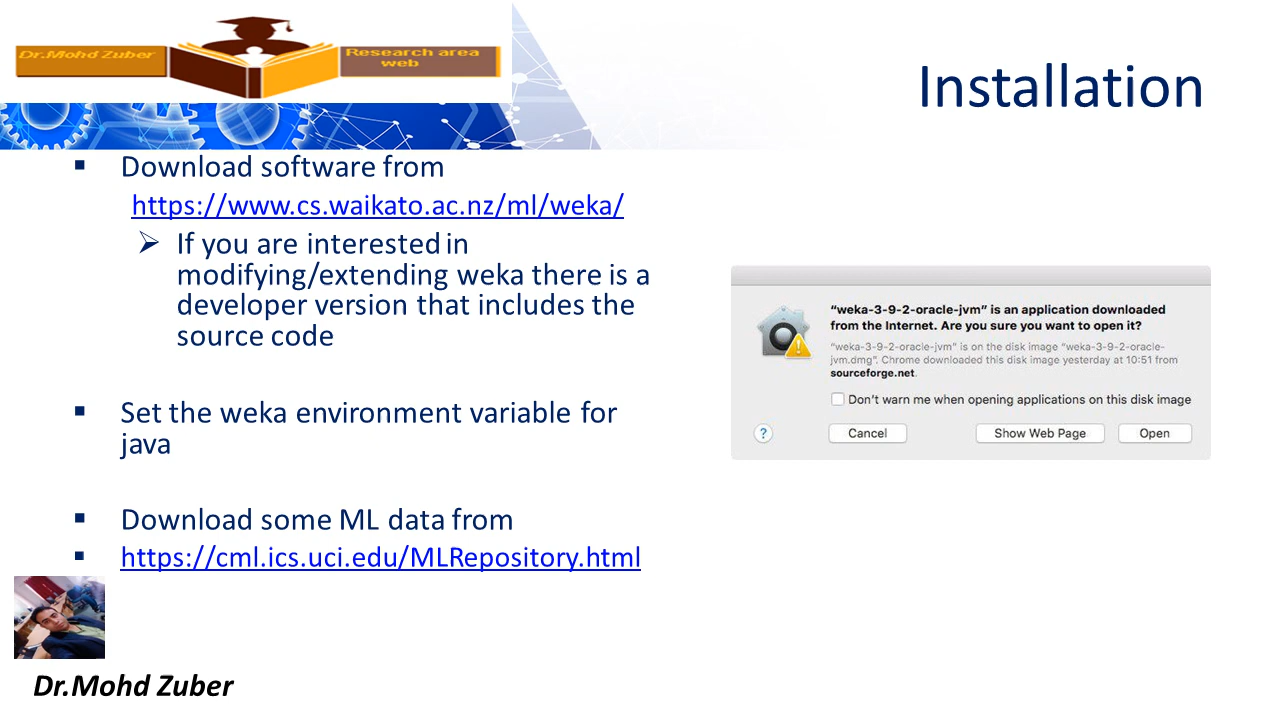 Dr.Mohd Zuber
Research area
web
Installation
▪ Download software from
https://www.cs.waikato.ac.nz/ml/weka/
➢ If you are interested in
modifying/extending weka there is a
developer version that includes the
source code
▪ Set the weka environment variable for
java
▪ Download some ML data from
▪ https://cml.ics.uci.edu/MLRepository.html
“weka-3-9-2-oracle-jvm” is an application downloaded
from the Internet. Are you sure you want to open it?
“weka-3-9-2-oracle-jvm” is on the disk image “weka-3-9-2-oracle-
jvm.dmg”. Chrome downloaded this disk image yesterday at 10:51 from
sourceforge.net.
Don’t warn me when opening applications on this disk image
? Cancel Show Web Page Open
Dr.Mohd Zuber